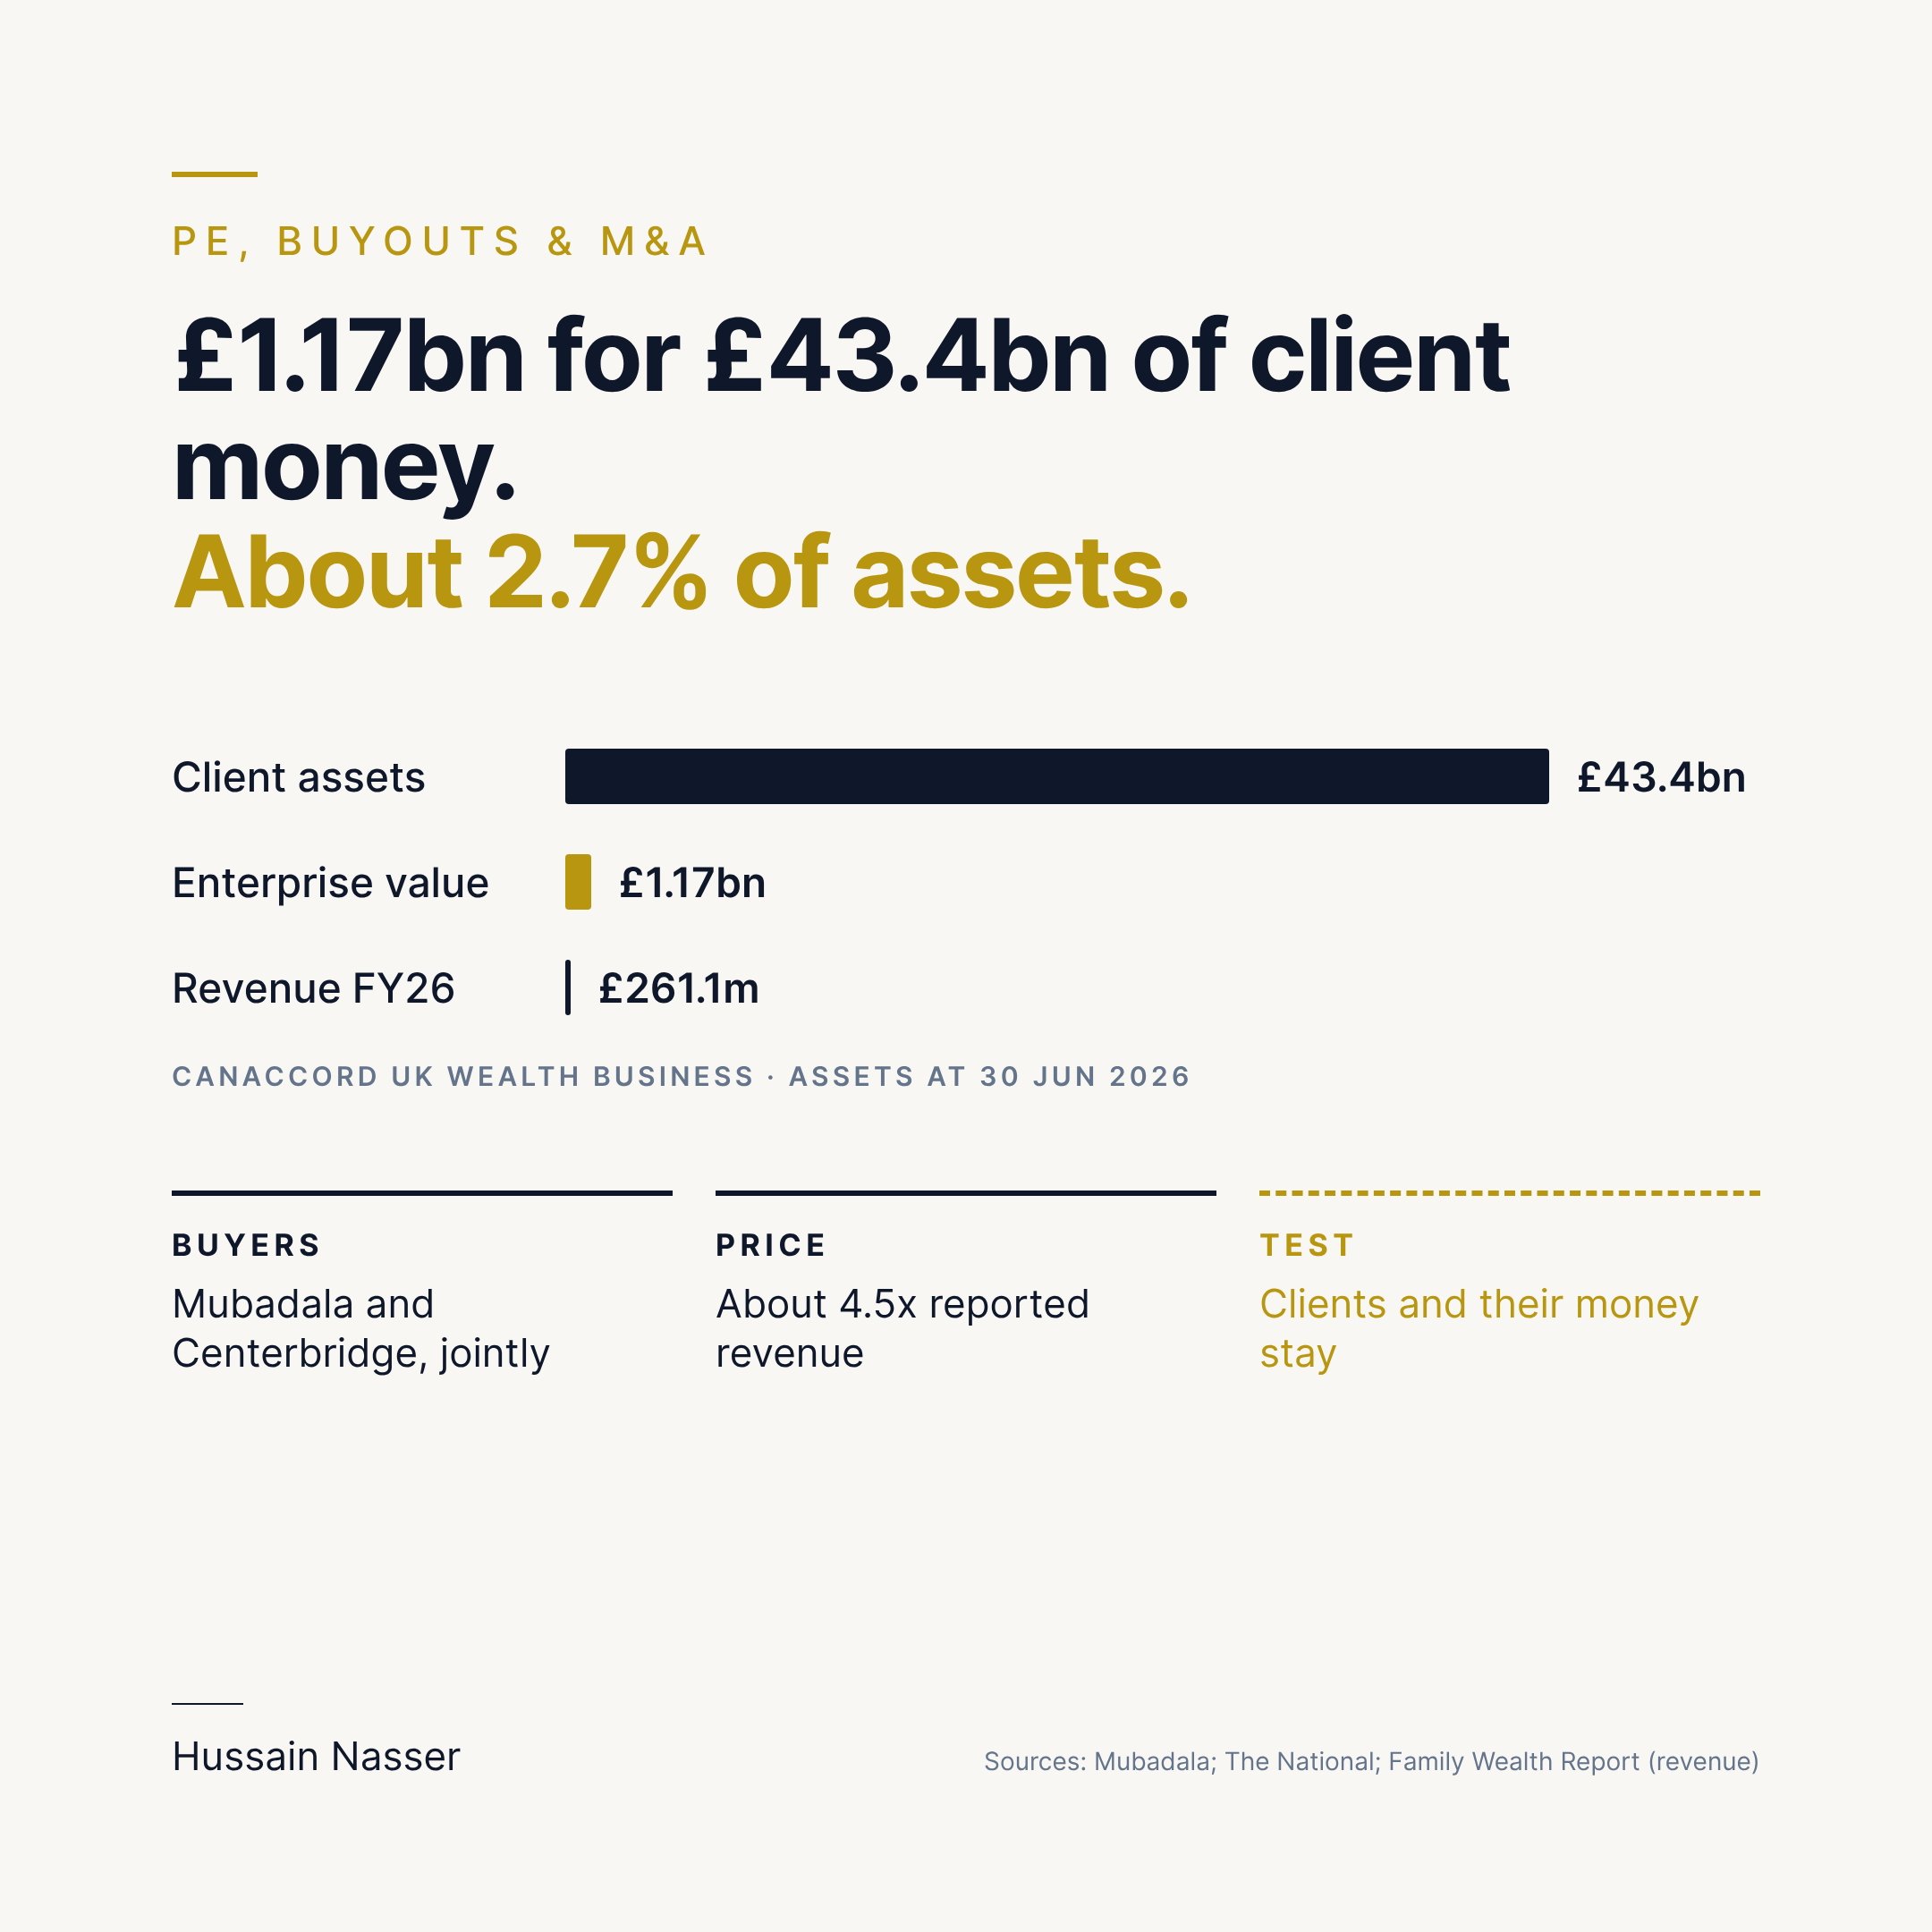 PE, BUYOUTS & M&A
£1.17bn for £43.4bn of client
money.
About 2.7% of assets.
Client assets £43.4bn
Enterprise value £1.17bn
Revenue FY26 £261.1m
CANACCORD UK WEALTH BUSINESS · ASSETS AT 30 JUN 2026
BUYERS
Mubadala and
Centerbridge, jointly
PRICE
About 4.5x reported
revenue
TEST
Clients and their money
stay
Hussain Nasser
Sources: Mubadala; The National; Family Wealth Report (revenue)